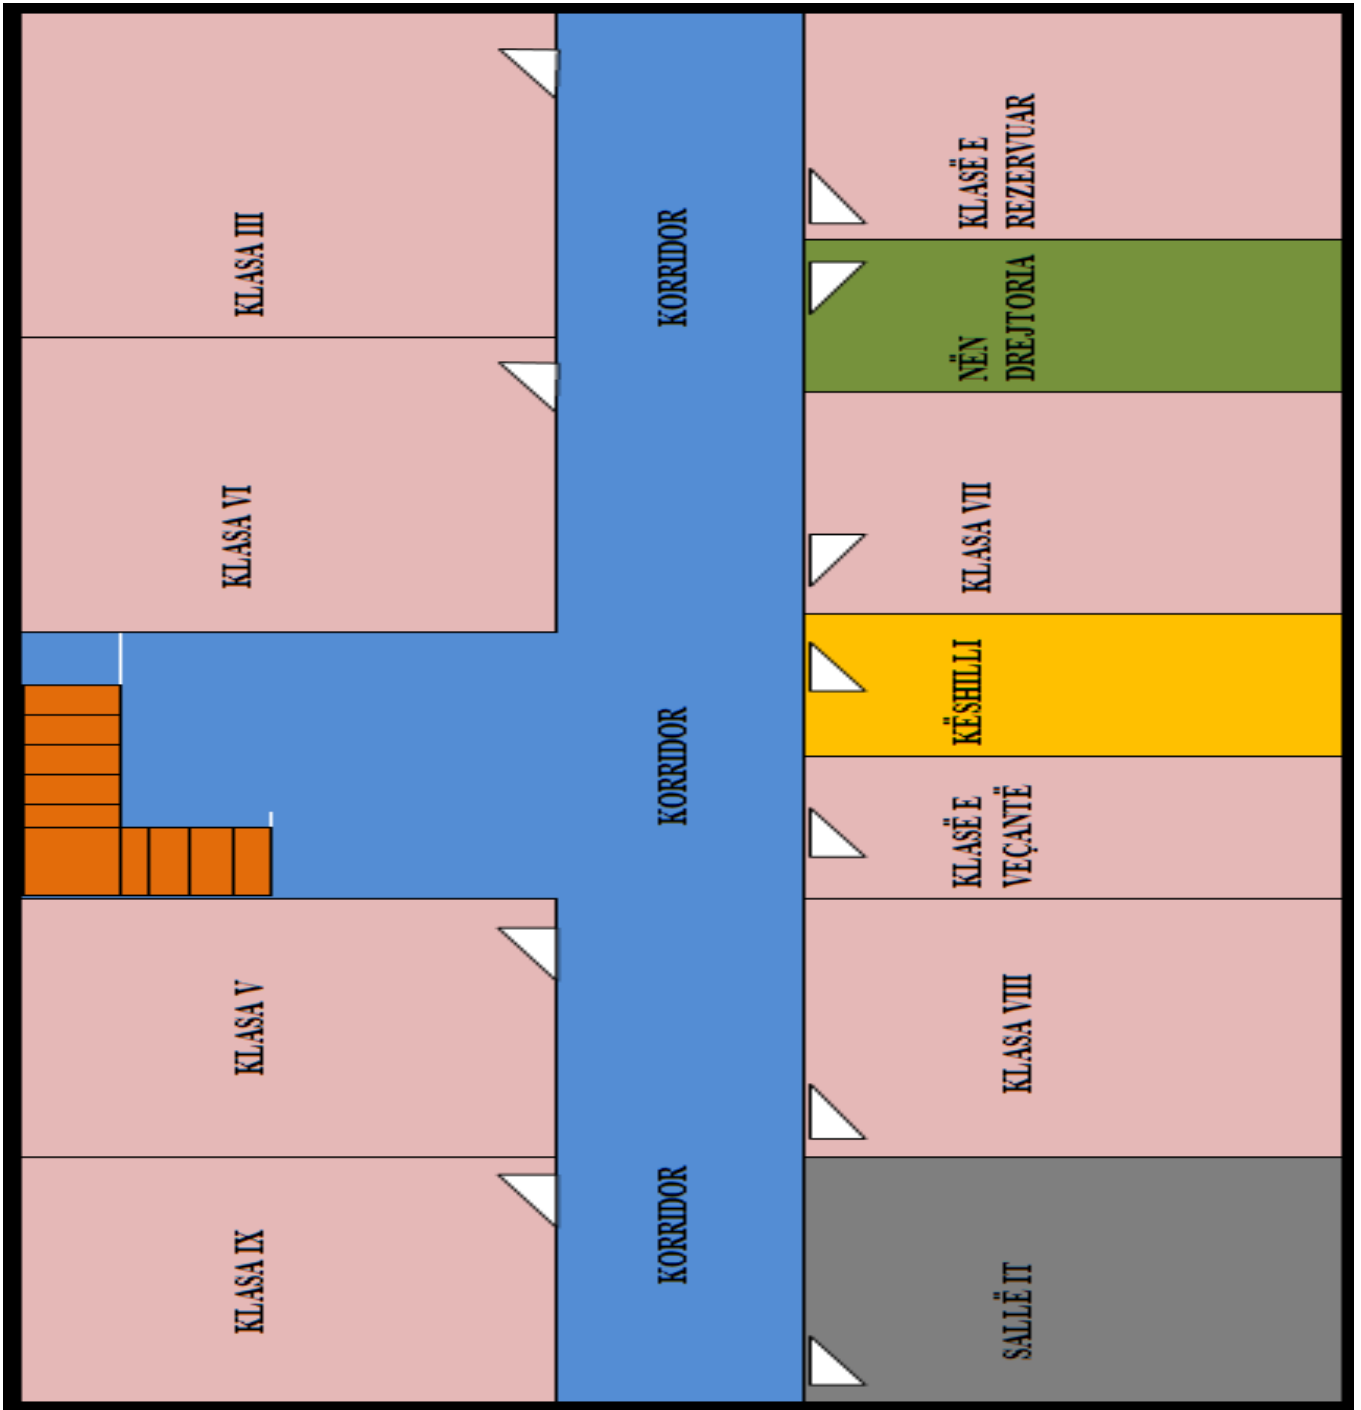 KLASA III
KLASA VI
KLASA V
KLASA IX
KORRIDOR
KORRIDOR
KORRIDOR
KLASË E
REZERVUAR
NËN
DREJTORIA
KLASA VII
KËSHILLI
KLASË E
VEÇANTË
KLASA VIII
SALLË IT